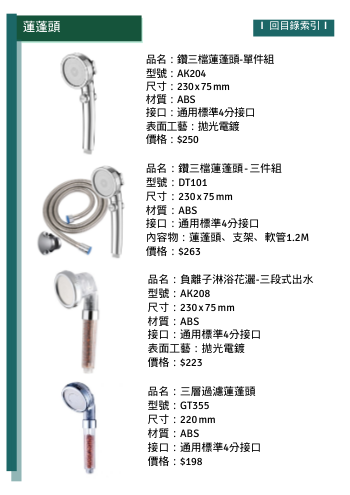 蓮蓬頭
回目錄索引
品名：鑽三檔蓮蓬頭-單件組
型號：AK204
尺寸：230x75mm
材質：ABS
接口：通用標準4分接口
表面工藝：拋光電鍍
價格：$250
品名：鑽三檔蓮蓬頭-三件組
型號：DT101
尺寸：230x75mm
材質：ABS
接口：通用標準4分接口
內容物：蓮蓬頭、支架、軟管1.2M
價格：$263
品名：負離子淋浴花灑-三段式出水
型號：AK208
尺寸：230x75mm
材質：ABS
接口：通用標準4分接口
表面工藝：拋光電鍍
價格：$223
品名：三層過濾蓮蓬頭
型號：GT355
尺寸：220mm
材質：ABS
接口：通用標準4分接口
價格：$198